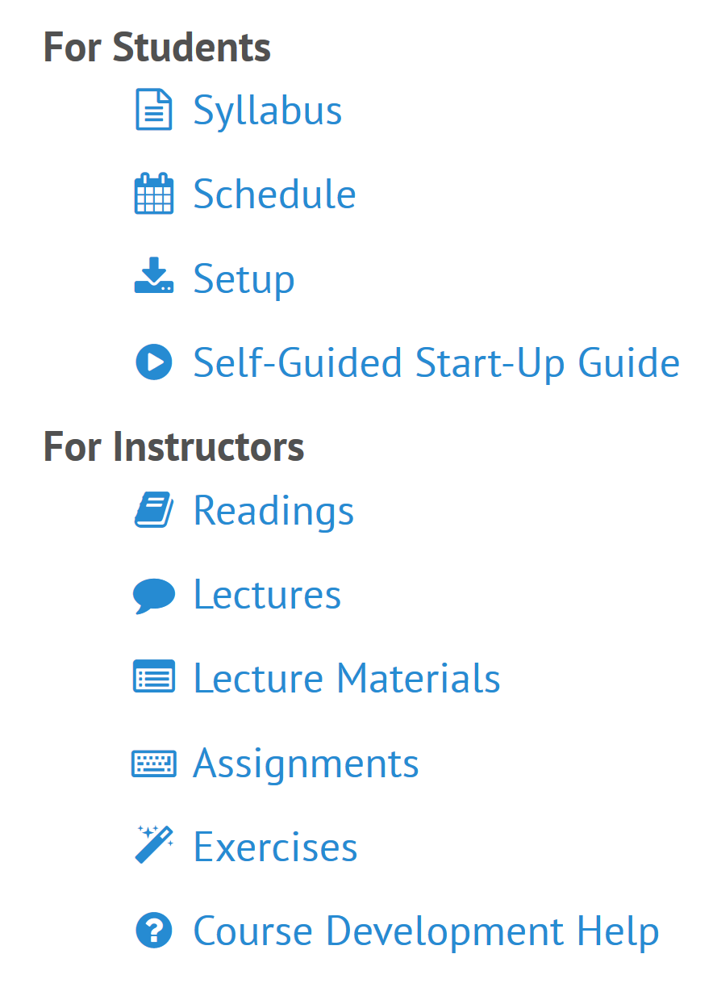 For Students
Syllabus
Schedule
Setup
Self-Guided Start-Up Guide
For Instructors
Readings
Lectures
Lecture Materials
Assignments
Exercises
Course Development Help